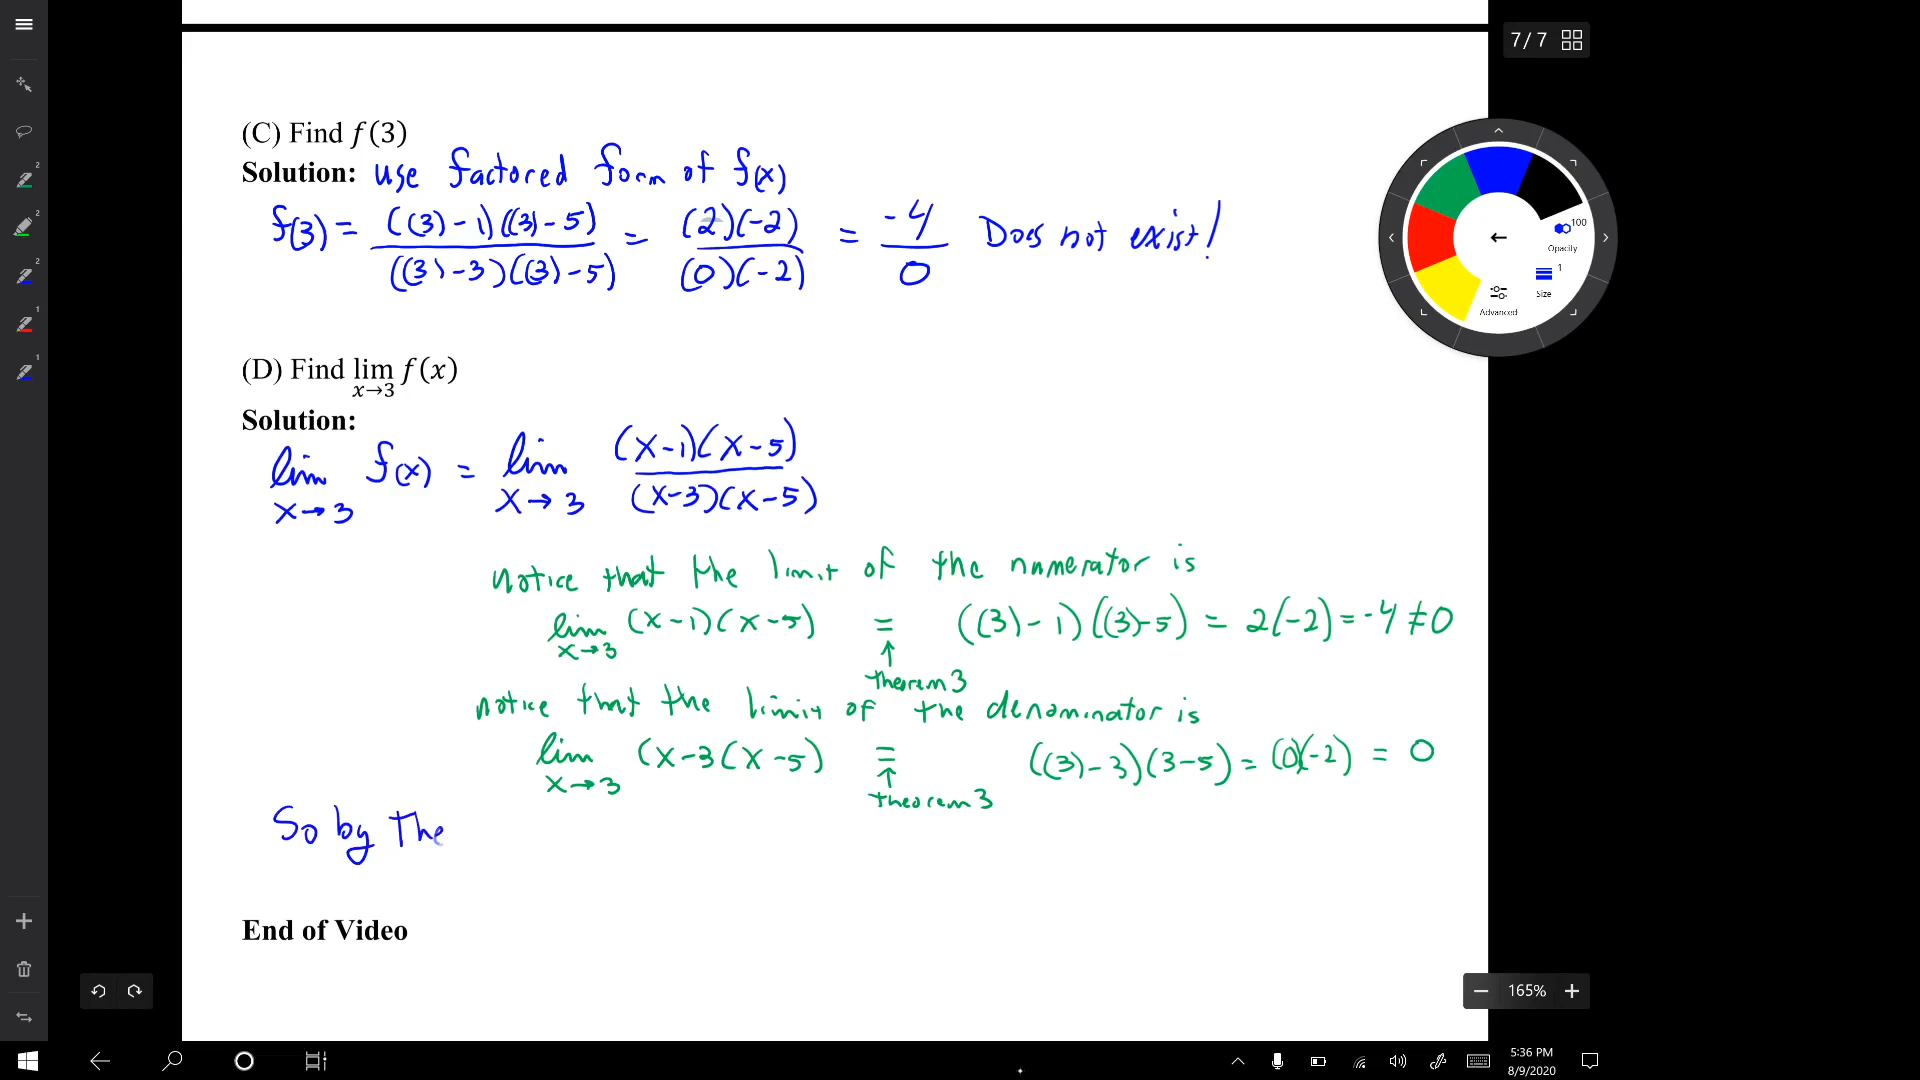 7/7
(C) Find f(3)
Solution: use factored form of f(x)
f(3) = ((3)-1)((3)-5) / ((3)-3)((3)-5) = (2)(-2) / (0)(-2) = -4 / 0 Does not exist!
100
Opacity
1
Size
Advanced
(D) Find lim x→3 f(x)
Solution:
lim x→3 f(x) = lim x→3 (x-1)(x-5) / (x-3)(x-5)
notice that the limit of the numerator is
lim x→3 (x-1)(x-5) = ((3)-1)((3)-5) = 2(-2) = -4 ≠ 0
↑
theorem 3
notice that the limit of the denominator is
lim x→3 (x-3(x-5) = ((3)-3)(3-5) = (0)(-2) = 0
↑
theorem 3
So by The
End of Video
165%
5:36 PM
8/9/2020
2
2
2
1
1